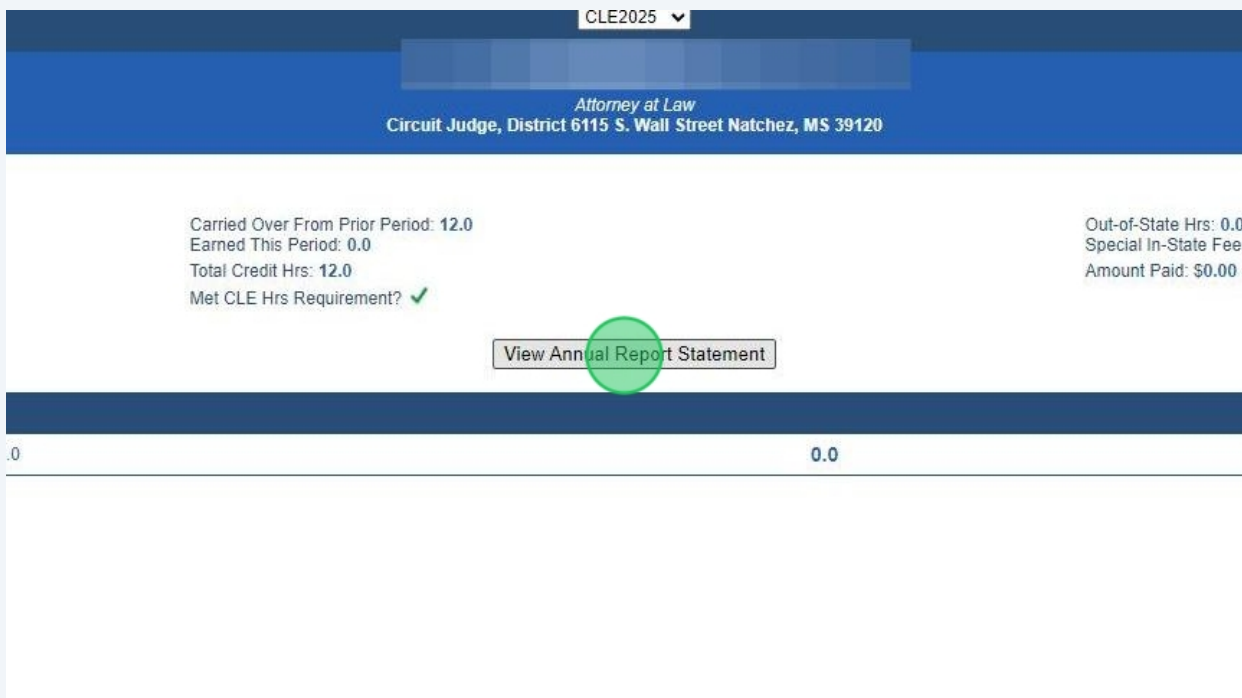 CLE2025
Attorney at Law
Circuit Judge, District 6115 S. Wall Street Natchez, MS 39120
Carried Over From Prior Period: 12.0
Earned This Period: 0.0
Total Credit Hrs: 12.0
Met CLE Hrs Requirement?
Out-of-State Hrs: 0.0
Special In-State Fee
Amount Paid: $0.00
View Annual Report Statement
.0 0.0